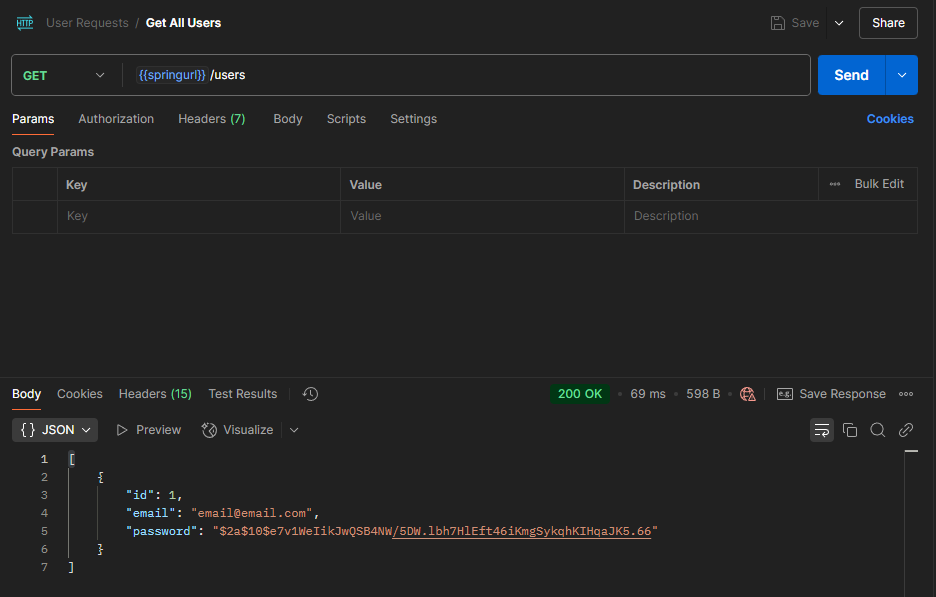 HTTP User Requests / Get All Users Save Share
GET {{springurl}} /users Send
Params Authorization Headers (7) Body Scripts Settings Cookies
Query Params
Key Value Description ••• Bulk Edit
Key Value Description
Body Cookies Headers (15) Test Results 200 OK • 69 ms • 598 B • e.g. Save Response •••
{} JSON Preview Visualize
1 [
2 {
3 "id": 1,
4 "email": "email@email.com",
5 "password": "$2a$10$e7v1WeIikJwQSB4NW/5DW.lbh7HlEft46iKmgSykqhKIHqaJK5.66"
6 }
7 ]